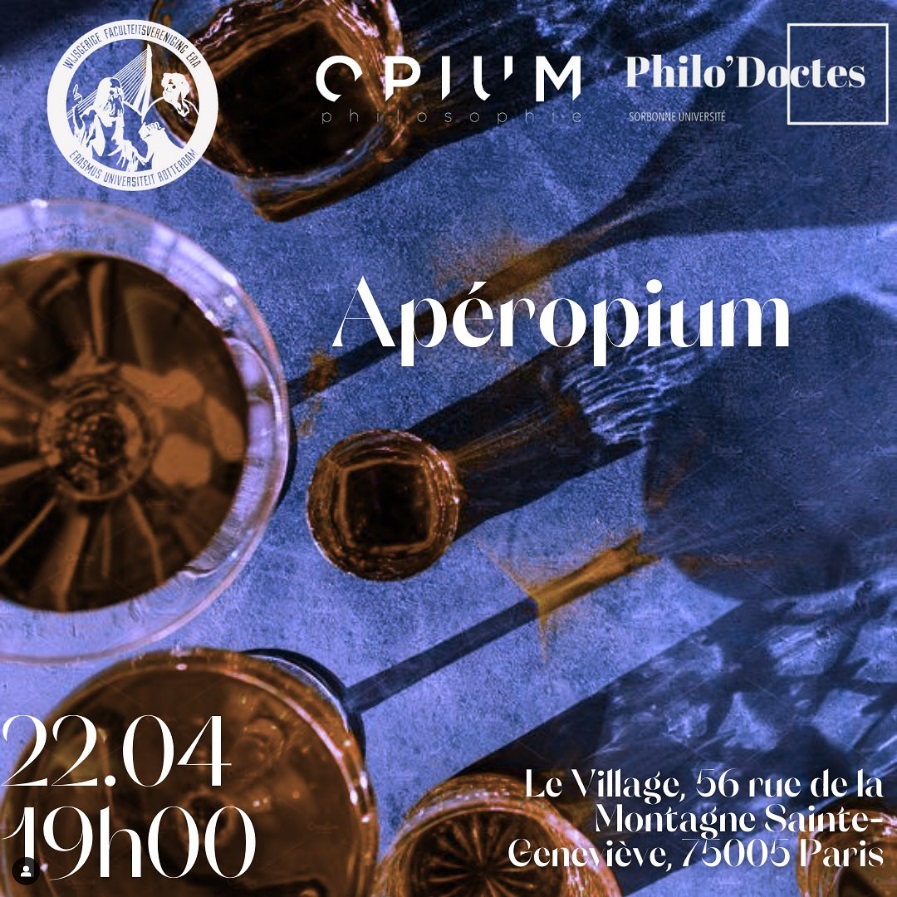 WIJSGERIGE FACULTEITSVERENIGING ERA
ERASMUS UNIVERSITEIT ROTTERDAM
OPIUM
philosophie
Philo'Doctes
SORBONNE UNIVERSITÉ
Apéropium
22.04
19h00
Le Village, 56 rue de la
Montagne Sainte-
Geneviève, 75005 Paris